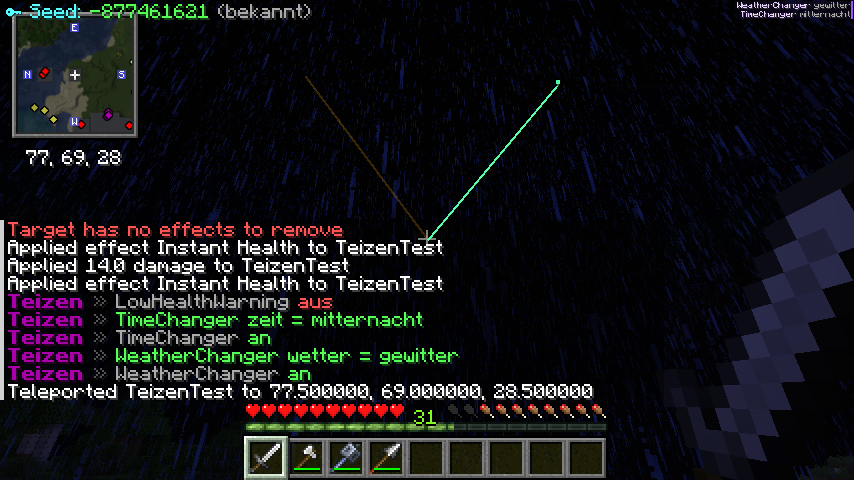 Seed: -877461621 (bekannt)
WeatherChanger gewitter
TimeChanger mitternacht
E
N
S
W
77, 69, 28
Target has no effects to remove
Applied effect Instant Health to TeizenTest
Applied 14.0 damage to TeizenTest
Applied effect Instant Health to TeizenTest
Teizen » LowHealthWarning aus
Teizen » TimeChanger zeit = mitternacht
Teizen » TimeChanger an
Teizen » WeatherChanger wetter = gewitter
Teizen » WeatherChanger an
Teleported TeizenTest to 77.500000, 69.000000, 28.500000
31